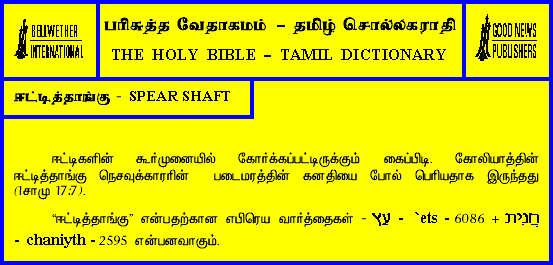 BELLWETHER
INTERNATIONAL
பரிசுத்த வேதாகமம் – தமிழ் சொல்லகராதி
THE HOLY BIBLE – TAMIL DICTIONARY
GOOD NEWS
PUBLISHERS
ஈட்டித்தாங்கு - SPEAR SHAFT
ஈட்டிகளின் கூர்முனையில் கோர்க்கப்பட்டிருக்கும் கைப்பிடி. கோலியாத்தின்
ஈட்டித்தாங்கு நெசவுக்காரரின் படைமரத்தின் கனதியை போல் பெரியதாக இருந்தது
(1சாமு 17:7).
“ஈட்டித்தாங்கு” என்பதற்கான எபிரெய வார்த்தைகள் - עֵץ - `ets - 6086 + חֲנִית
- chaniyth - 2595 என்பனவாகும்.